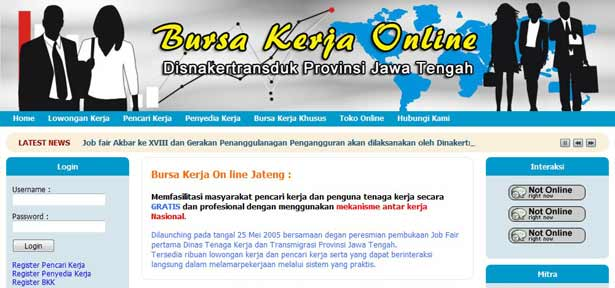 Bursa Kerja Online
Disnakertransduk Provinsi Jawa Tengah
Home Lowongan Kerja Pencari Kerja Penyedia Kerja Bursa Kerja Khusus Toko Online Hubungi Kami
LATEST NEWS Job fair Akbar ke XVIII dan Gerakan Penanggulanagan Pengangguran akan dilaksanakan oleh Dinakert:_
Login
Username :
Password :
Login
Register Pencari Kerja
Register Penyedia Kerja
Register BKK
Bursa Kerja On line Jateng :
Memfasilitasi masyarakat pencari kerja dan penguna tenaga kerja secara
GRATIS dan profesional dengan menggunakan mekanisme antar kerja
Nasional.
Dilaunching pada tangal 25 Mei 2005 bersamaan degan peresmian pembukaan Job Fair
pertama Dinas Tenaga Kerja dan Transmigrasi Provinsi Jawa Tengah.
Tersedia ribuan lowongan kerja dan pencari kerja serta yang dapat berinteraksi
langsung dalam melamarpekerjaan melalui sistem yang praktis.
Interaksi
Not Online
right now
Not Online
right now
Not Online
right now
Mitra